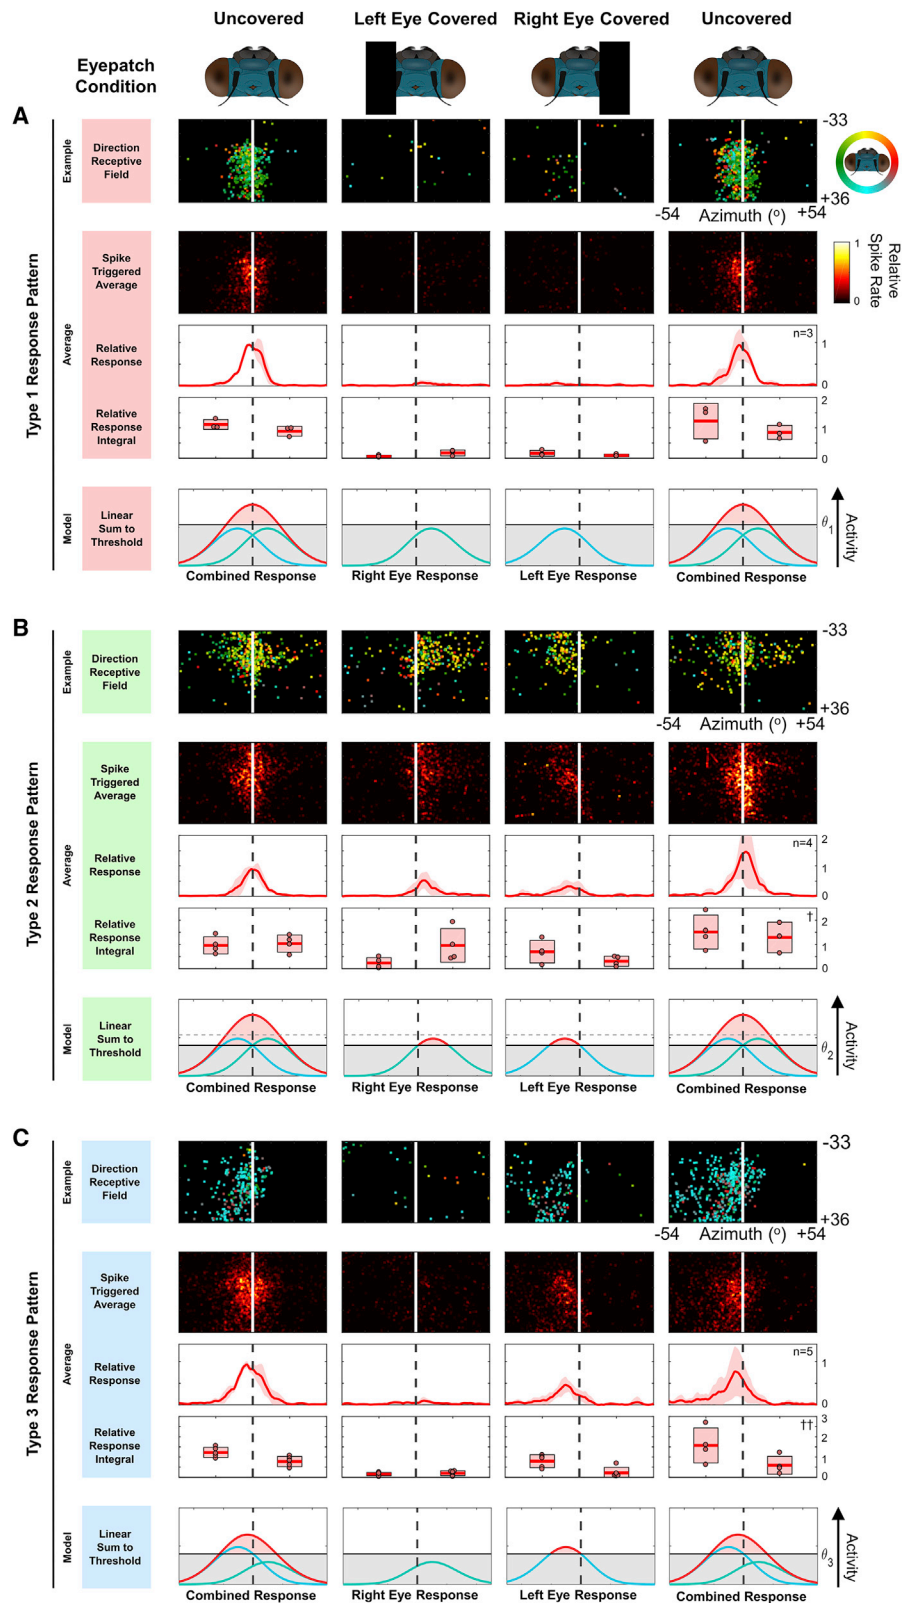 Uncovered
Left Eye Covered
Right Eye Covered
Uncovered
Eyepatch
Condition
A
Type 1 Response Pattern
Example
Direction
Receptive
Field
-33
+36
-54 Azimuth (o) +54
Average
Spike
Triggered
Average
1
0
Relative
Spike Rate
Relative
Response
n=3
1
0
Relative
Response
Integral
2
1
0
Model
Linear
Sum to
Threshold
θ1
Activity
Combined Response
Right Eye Response
Left Eye Response
Combined Response
B
Type 2 Response Pattern
Example
Direction
Receptive
Field
-33
+36
-54 Azimuth (o) +54
Average
Spike
Triggered
Average
Relative
Response
n=4
2
1
0
Relative
Response
Integral
†
2
1
0
Model
Linear
Sum to
Threshold
θ2
Activity
Combined Response
Right Eye Response
Left Eye Response
Combined Response
C
Type 3 Response Pattern
Example
Direction
Receptive
Field
-33
+36
-54 Azimuth (o) +54
Average
Spike
Triggered
Average
Relative
Response
n=5
1
0
Relative
Response
Integral
††
3
2
1
0
Model
Linear
Sum to
Threshold
θ3
Activity
Combined Response
Right Eye Response
Left Eye Response
Combined Response